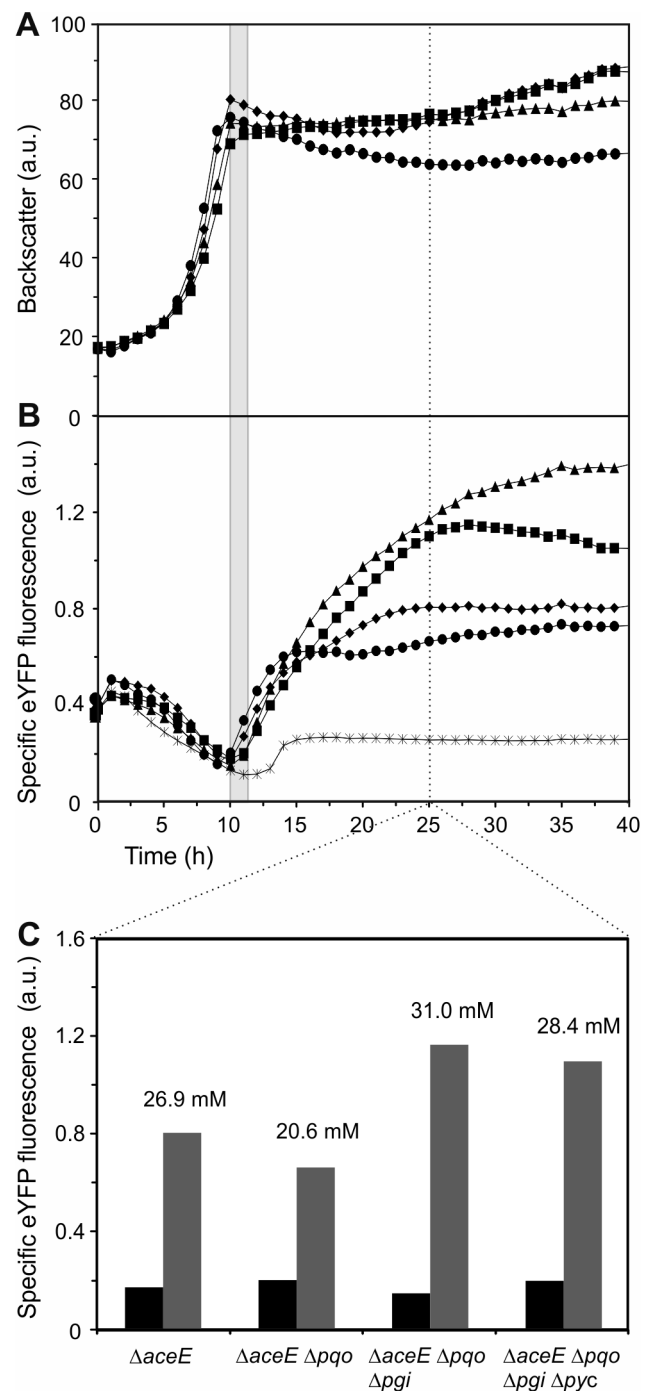 A
100
80
60
40
20
0
Backscatter (a.u.)
B
1.2
0.8
0.4
0
Specific eYFP fluorescence (a.u.)
0 5 10 15 20 25 30 35 40
Time (h)
C
1.6
1.2
0.8
0.4
0
Specific eYFP fluorescence (a.u.)
26.9 mM
20.6 mM
31.0 mM
28.4 mM
ΔaceE
ΔaceE Δpqo
ΔaceE Δpqo
Δpgi
ΔaceE Δpqo
Δpgi Δpyc